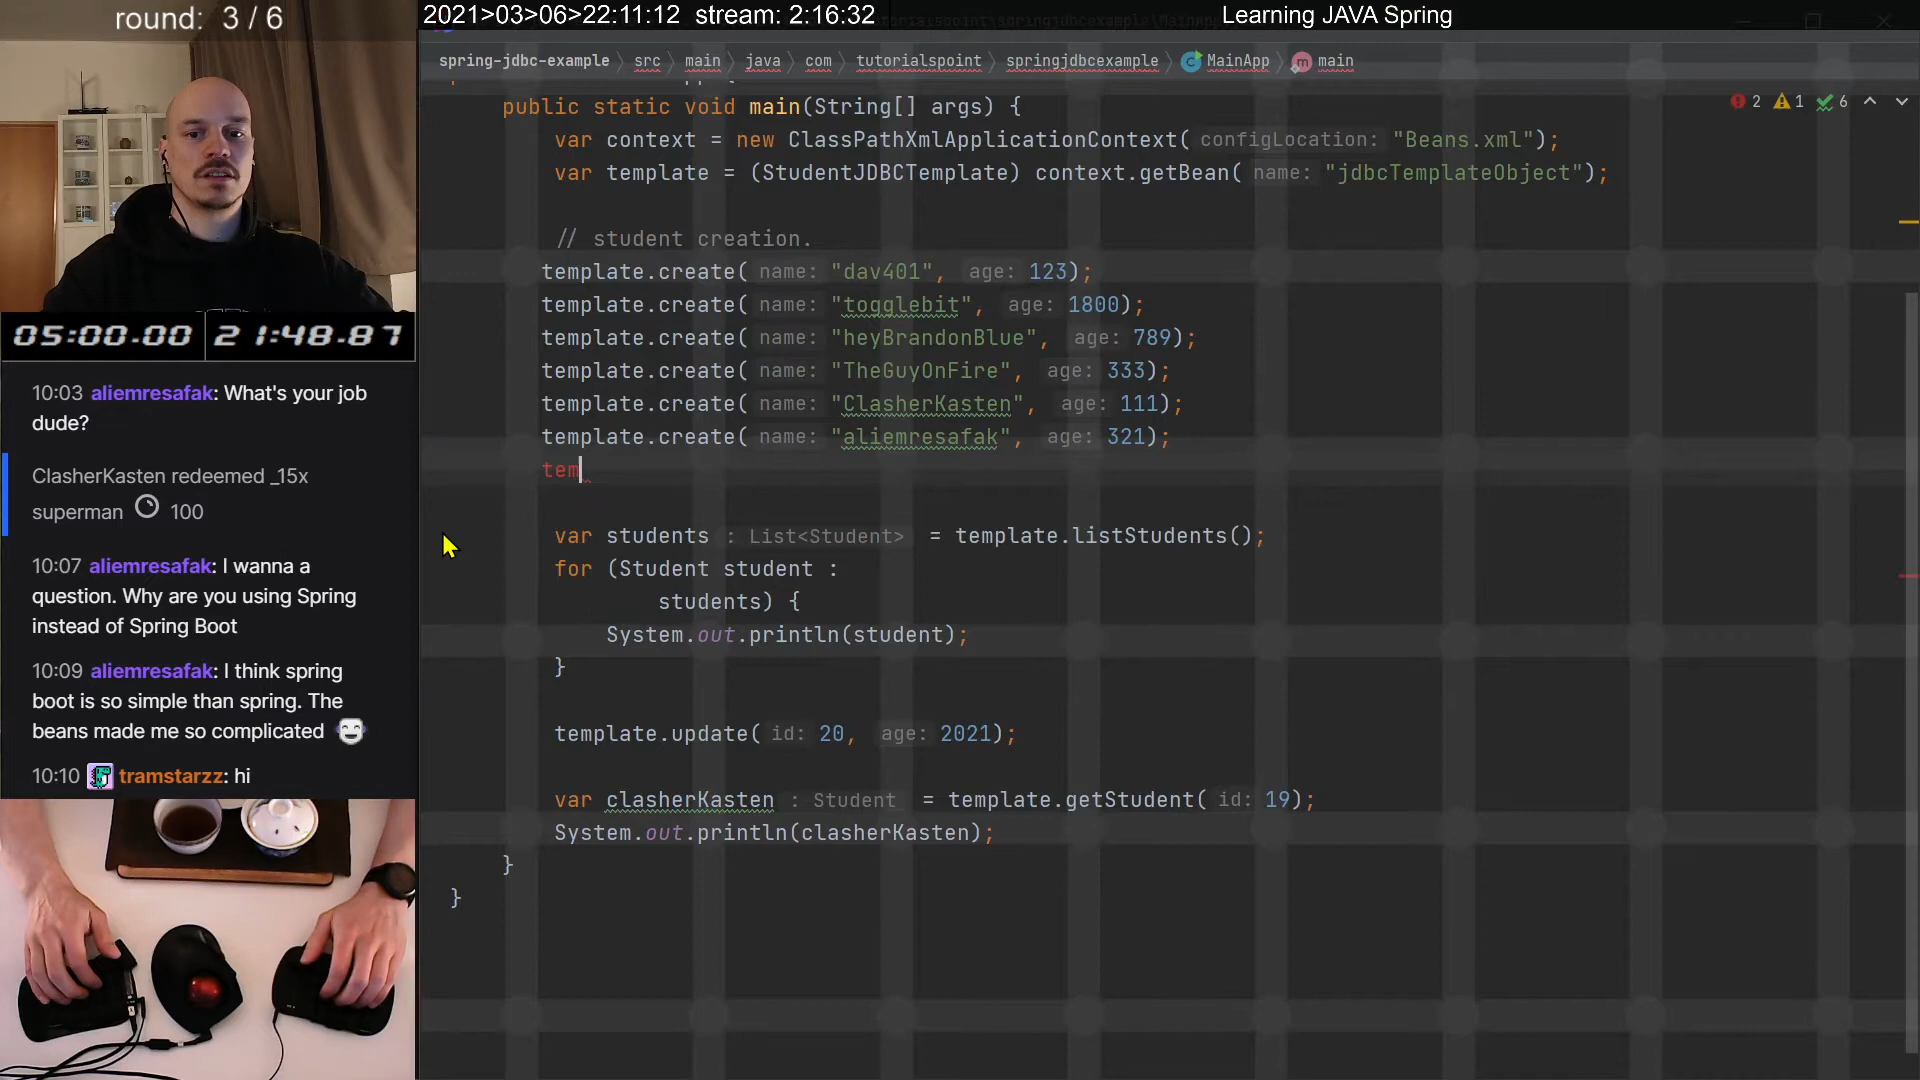 round: 3 / 6
2021>03>06>22:11:12 stream: 2:16:32
Learning JAVA Spring
spring-jdbc-example > src > main > java > com > tutorialspoint > springjdbcexample > MainApp > main
2 1 6
public static void main(String[] args) {
var context = new ClassPathXmlApplicationContext( configLocation: "Beans.xml");
var template = (StudentJDBCTemplate) context.getBean( name: "jdbcTemplateObject");
// student creation.
template.create( name: "dav401", age: 123);
template.create( name: "togglebit", age: 1800);
template.create( name: "heyBrandonBlue", age: 789);
template.create( name: "TheGuyOnFire", age: 333);
template.create( name: "ClasherKasten", age: 111);
template.create( name: "aliemresafak", age: 321);
tem
var students : List<Student> = template.listStudents();
for (Student student :
students) {
System.out.println(student);
}
template.update( id: 20, age: 2021);
var clasherKasten : Student = template.getStudent( id: 19);
System.out.println(clasherKasten);
}
}
05:00.00 21:48.87
10:03 aliemresafak: What's your job
dude?
ClasherKasten redeemed _15x
superman 100
10:07 aliemresafak: I wanna a
question. Why are you using Spring
instead of Spring Boot
10:09 aliemresafak: I think spring
boot is so simple than spring. The
beans made me so complicated
10:10 tramstarzz: hi